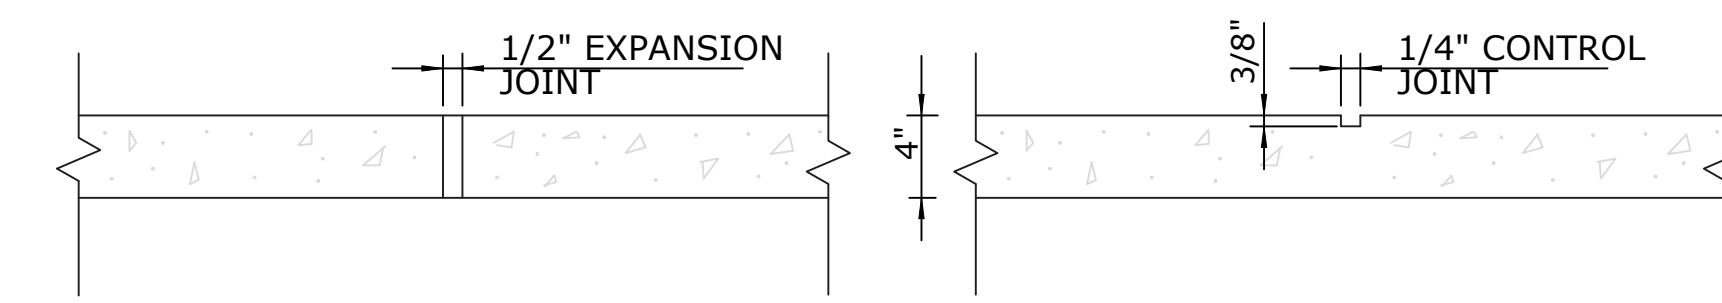 1/2" EXPANSION
JOINT
4"
3/8"
1/4" CONTROL
JOINT